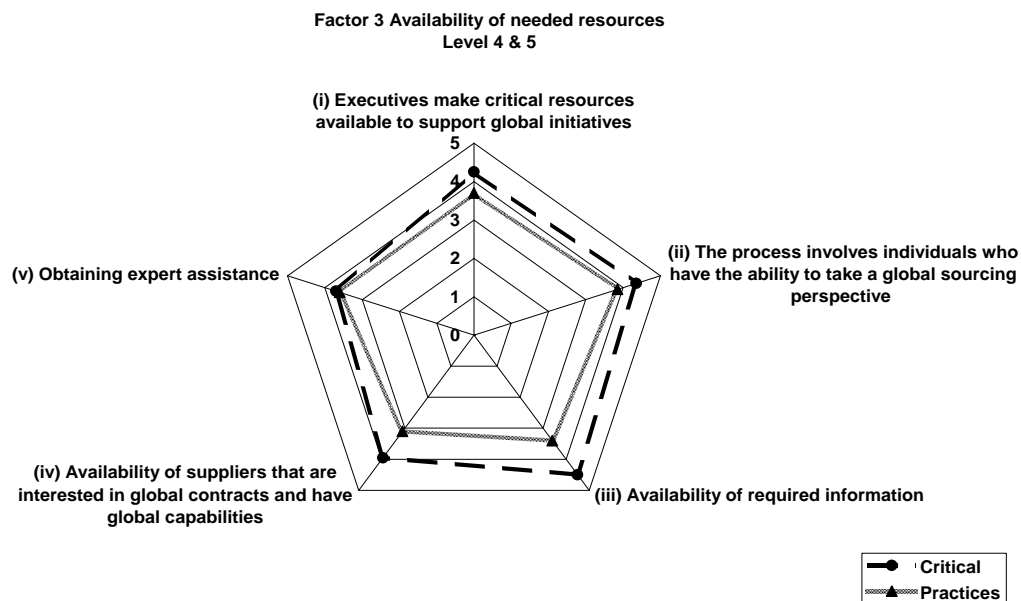 Factor 3 Availability of needed resources
Level 4 & 5
(i) Executives make critical resources
available to support global initiatives
5
4
3
2
1
0
(ii) The process involves individuals who
have the ability to take a global sourcing
perspective
(v) Obtaining expert assistance
(iv) Availability of suppliers that are
interested in global contracts and have
global capabilities
(iii) Availability of required information
Critical
Practices